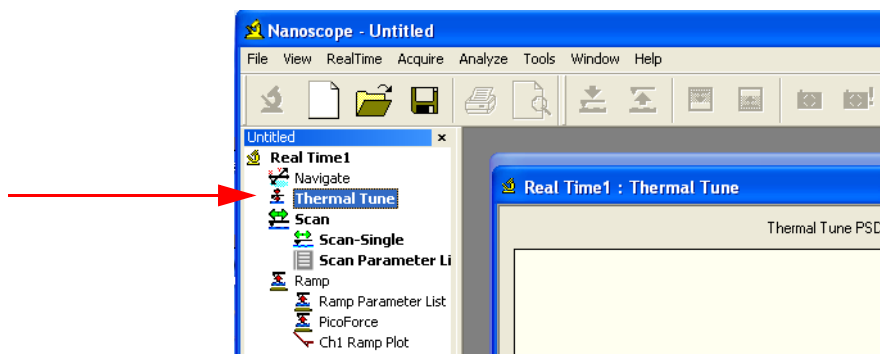 Nanoscope - Untitled
File View RealTime Acquire Analyze Tools Window Help
Untitled
Real Time1
Navigate
Thermal Tune
Scan
Scan-Single
Scan Parameter Li
Ramp
Ramp Parameter List
PicoForce
Ch1 Ramp Plot
Real Time1 : Thermal Tune
Thermal Tune PSD